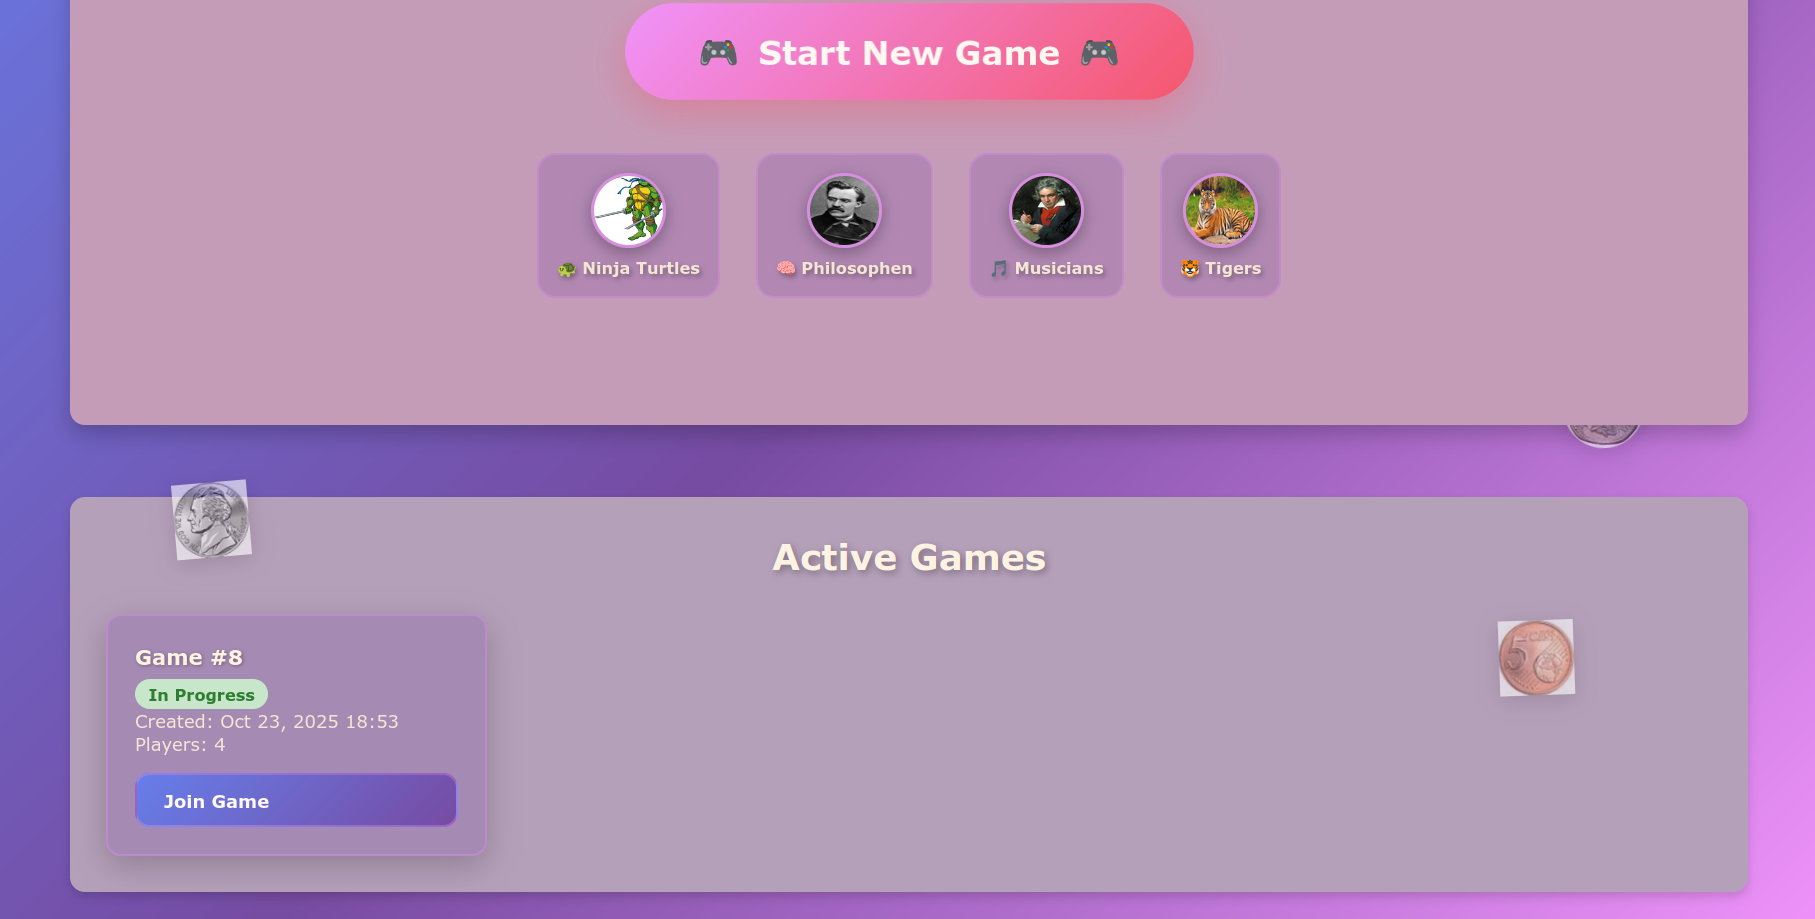 🎮 Start New Game 🎮
🐢 Ninja Turtles
🧠 Philosophen
🎵 Musicians
🐯 Tigers
Active Games
5
Game #8
In Progress
Created: Oct 23, 2025 18:53
Players: 4
Join Game